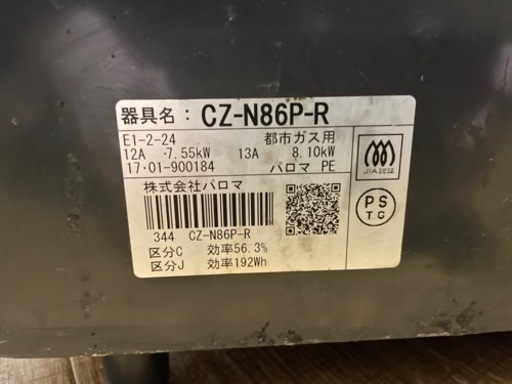 器具名: CZ-N86P-R
E1-2-24 都市ガス用
12A 7.55kW 13A 8.10kW
17・01-900184 パロマ PE
株式会社パロマ
344 CZ-N86P-R
区分C 効率56.3%
区分J 効率192Wh
PS
TG